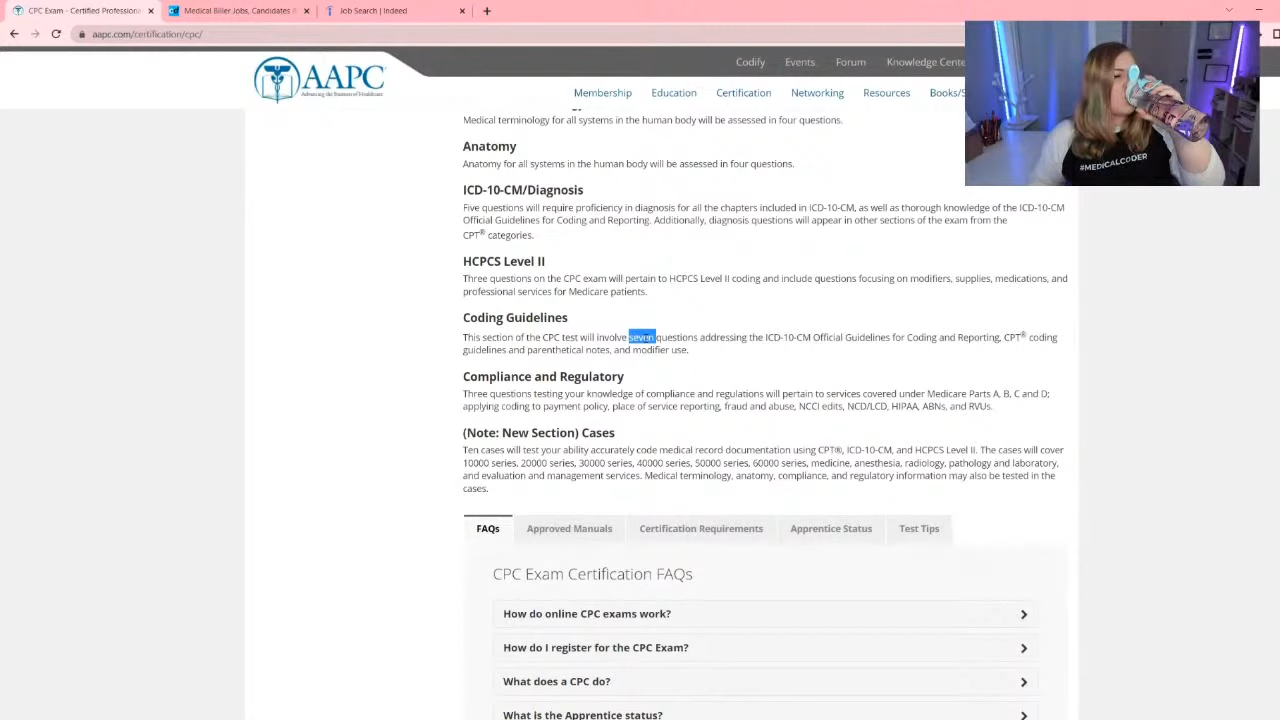 CPC Exam - Certified Professiona
Medical Biller Jobs, Candidates &
Job Search | Indeed
aapc.com/certification/cpc/
AAPC
Advancing the Business of Healthcare
Codify Events Forum Knowledge Cente
Membership Education Certification Networking Resources Books/S
#MEDICALCODER
Medical terminology for all systems in the human body will be assessed in four questions.
Anatomy
Anatomy for all systems in the human body will be assessed in four questions.
ICD-10-CM/Diagnosis
Five questions will require proficiency in diagnosis for all the chapters included in ICD-10-CM, as well as thorough knowledge of the ICD-10-CM
Official Guidelines for Coding and Reporting. Additionally, diagnosis questions will appear in other sections of the exam from the
CPT® categories.
HCPCS Level II
Three questions on the CPC exam will pertain to HCPCS Level II coding and include questions focusing on modifiers, supplies, medications, and
professional services for Medicare patients.
Coding Guidelines
This section of the CPC test will involve seven questions addressing the ICD-10-CM Official Guidelines for Coding and Reporting, CPT® coding
guidelines and parenthetical notes, and modifier use.
Compliance and Regulatory
Three questions testing your knowledge of compliance and regulations will pertain to services covered under Medicare Parts A, B, C and D;
applying coding to payment policy, place of service reporting, fraud and abuse, NCCI edits, NCD/LCD, HIPAA, ABNs, and RVUs.
(Note: New Section) Cases
Ten cases will test your ability accurately code medical record documentation using CPT®, ICD-10-CM, and HCPCS Level II. The cases will cover
10000 series, 20000 series, 30000 series, 40000 series, 50000 series, 60000 series, medicine, anesthesia, radiology, pathology and laboratory,
and evaluation and management services. Medical terminology, anatomy, compliance, and regulatory information may also be tested in the
cases.
FAQs Approved Manuals Certification Requirements Apprentice Status Test Tips
CPC Exam Certification FAQs
How do online CPC exams work?
How do I register for the CPC Exam?
What does a CPC do?
What is the Apprentice status?